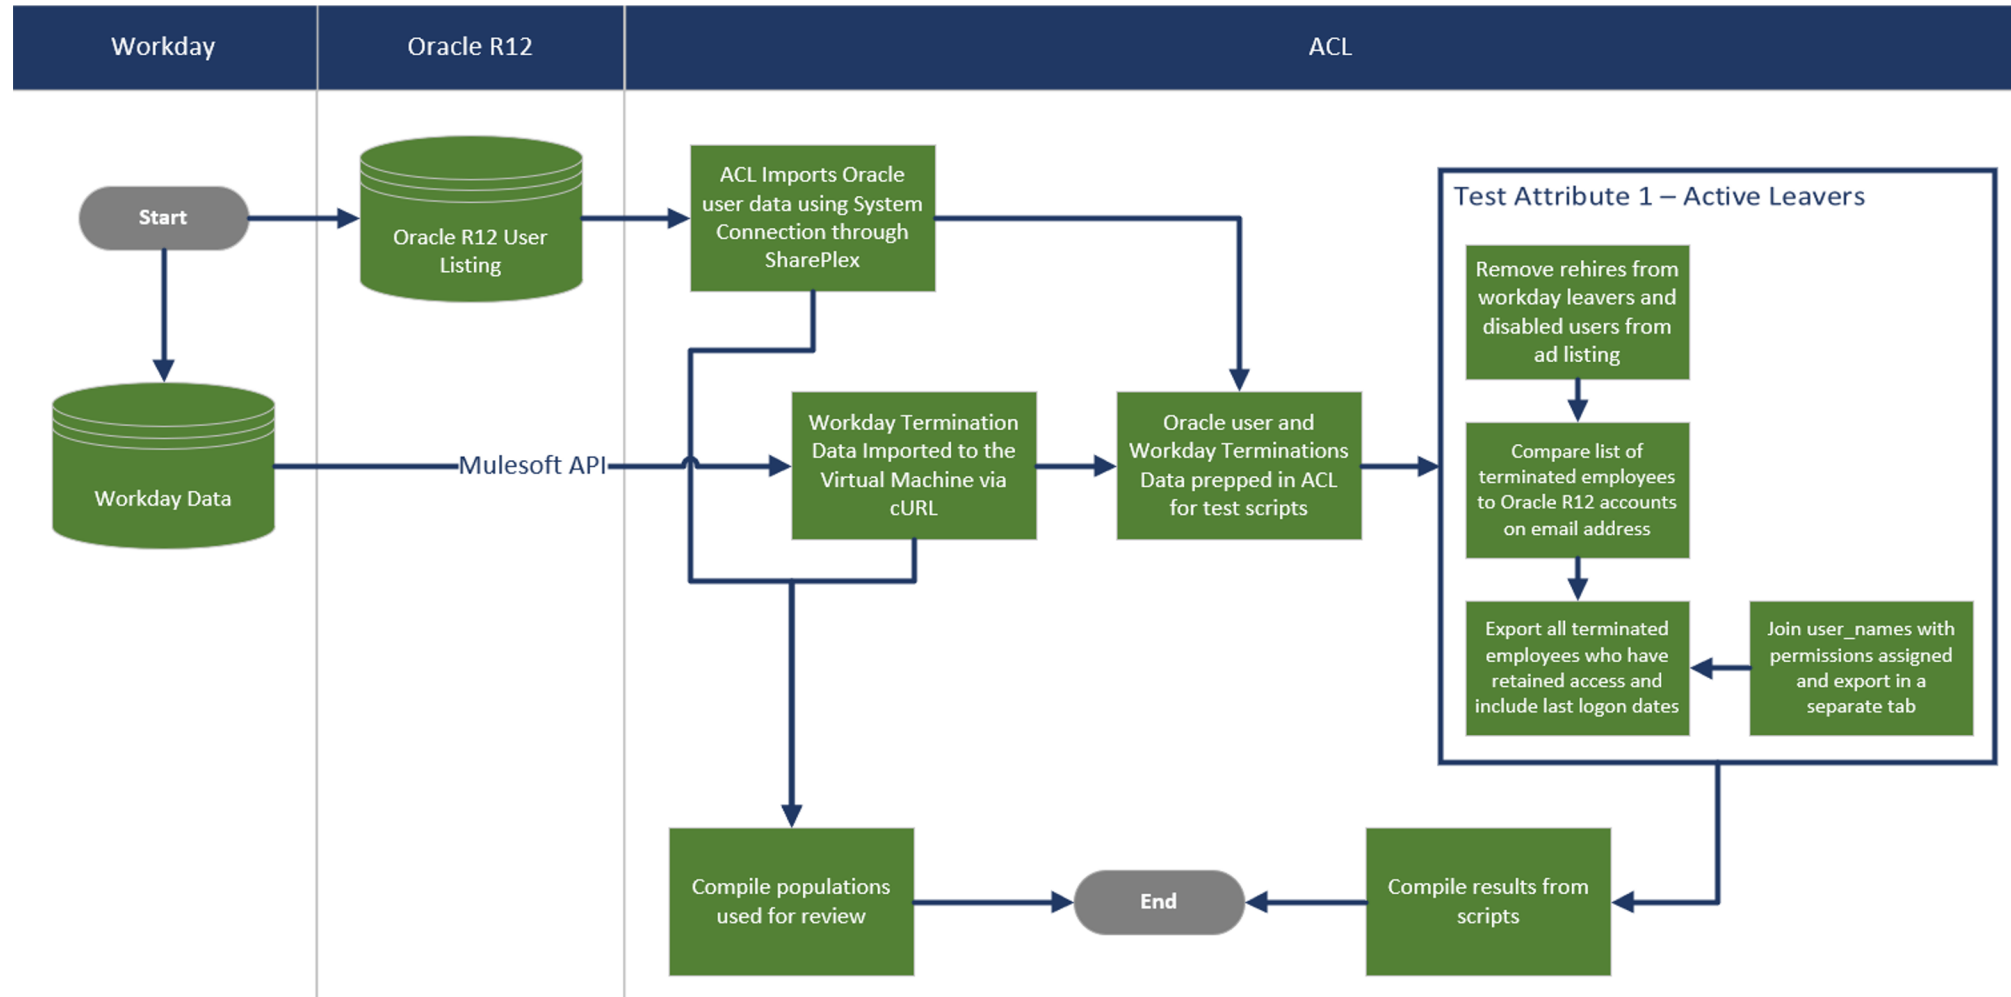 Workday
Oracle R12
ACL
Start
Oracle R12 User
Listing
ACL Imports Oracle
user data using System
Connection through
SharePlex
Workday Data
Mulesoft API
Workday Termination
Data Imported to the
Virtual Machine via
cURL
Oracle user and
Workday Terminations
Data prepped in ACL
for test scripts
Test Attribute 1 – Active Leavers
Remove rehires from
workday leavers and
disabled users from
ad listing
Compare list of
terminated employees
to Oracle R12 accounts
on email address
Export all terminated
employees who have
retained access and
include last logon dates
Join user_names with
permissions assigned
and export in a
separate tab
Compile populations
used for review
End
Compile results from
scripts